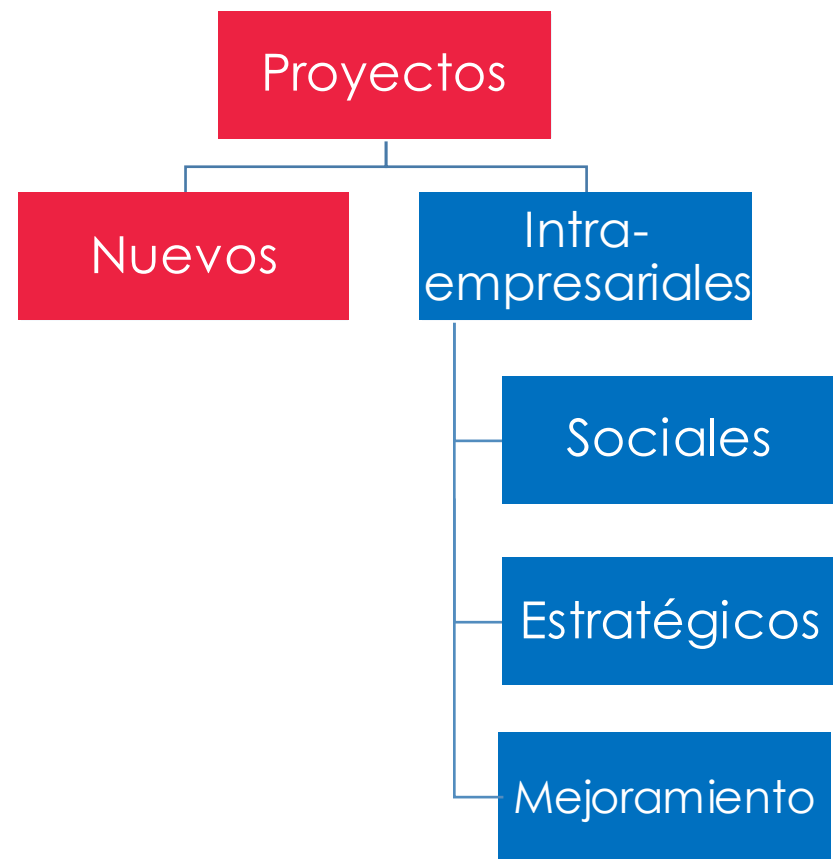 Proyectos
Nuevos
Intra-
empresariales
Sociales
Estratégicos
Mejoramiento